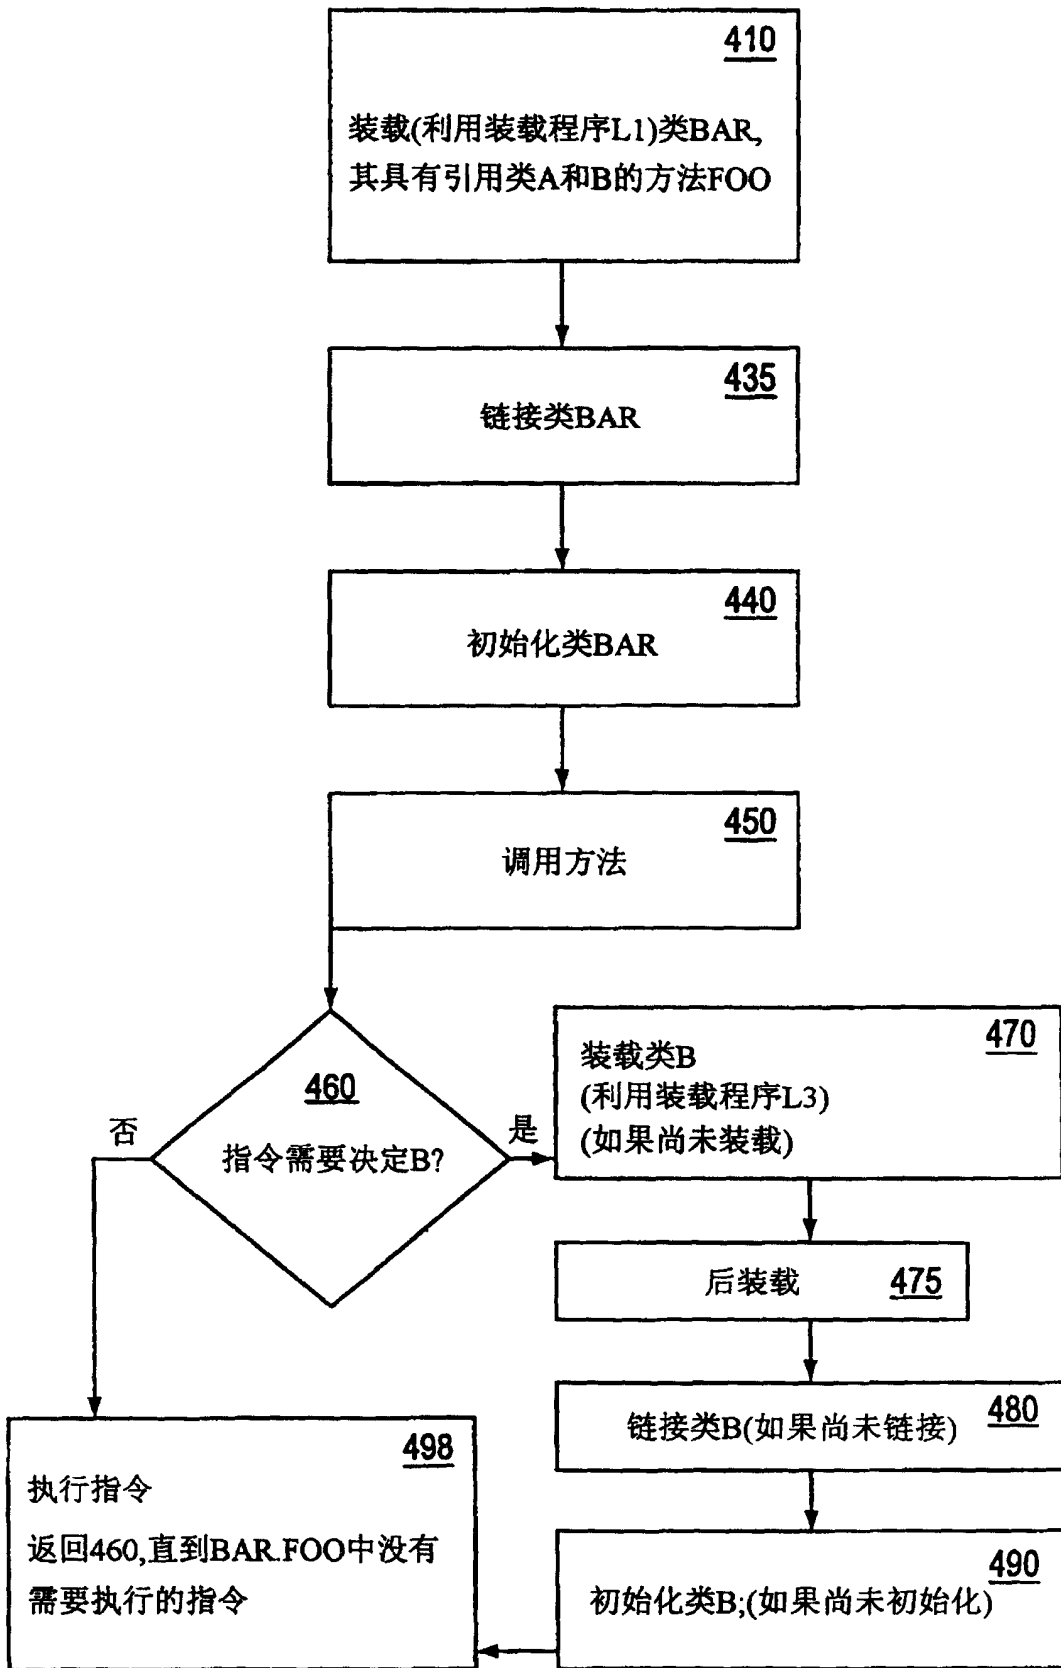 410
装载(利用装载程序L1)类BAR,
其具有引用类A和B的方法FOO
435
链接类BAR
440
初始化类BAR
450
调用方法
460
指令需要决定B?
否
是
470
装载类B
(利用装载程序L3)
(如果尚未装载)
后装载
475
480
链接类B(如果尚未链接)
490
初始化类B;(如果尚未初始化)
498
执行指令
返回460,直到BAR.FOO中没有
需要执行的指令